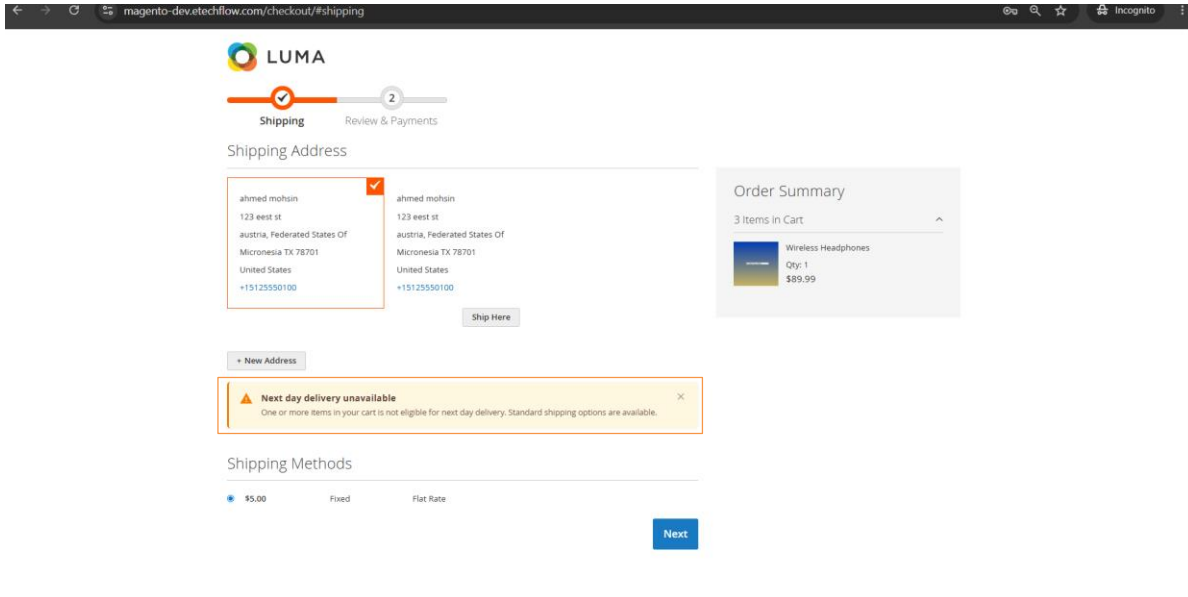 magento-dev.etechflow.com/checkout/#shipping
Incognito
LUMA
2
Shipping
Review & Payments
Shipping Address
ahmed mohsin
123 eest st
austria, Federated States Of
Micronesia TX 78701
United States
+15125550100
ahmed mohsin
123 eest st
austria, Federated States Of
Micronesia TX 78701
United States
+15125550100
Ship Here
+ New Address
Next day delivery unavailable
One or more items in your cart is not eligible for next day delivery. Standard shipping options are available.
Shipping Methods
$5.00 Fixed Flat Rate
Next
Order Summary
3 Items in Cart
Wireless Headphones
Qty: 1
$89.99